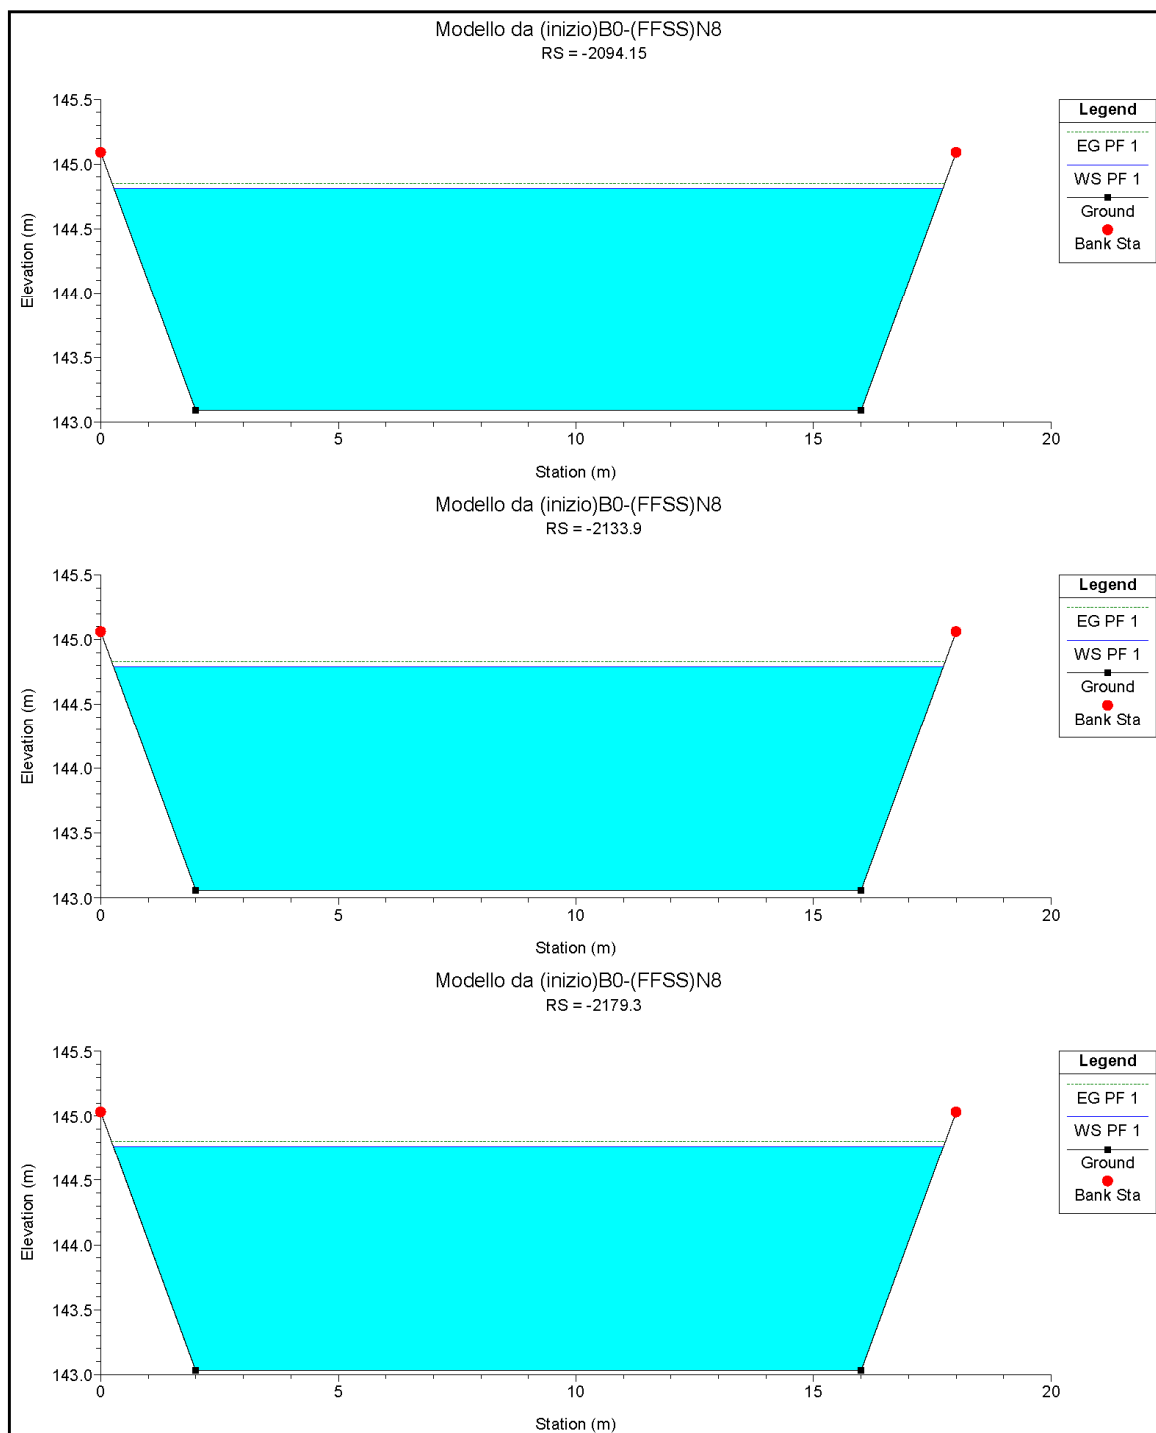 Modello da (inizio)B0-(FFSS)N8
RS = -2094.15
145.5
145.0
144.5
144.0
143.5
143.0
Elevation (m)
0 5 10 15 20
Station (m)
Legend
EG PF 1
WS PF 1
Ground
Bank Sta
Modello da (inizio)B0-(FFSS)N8
RS = -2133.9
145.5
145.0
144.5
144.0
143.5
143.0
Elevation (m)
0 5 10 15 20
Station (m)
Legend
EG PF 1
WS PF 1
Ground
Bank Sta
Modello da (inizio)B0-(FFSS)N8
RS = -2179.3
145.5
145.0
144.5
144.0
143.5
143.0
Elevation (m)
0 5 10 15 20
Station (m)
Legend
EG PF 1
WS PF 1
Ground
Bank Sta